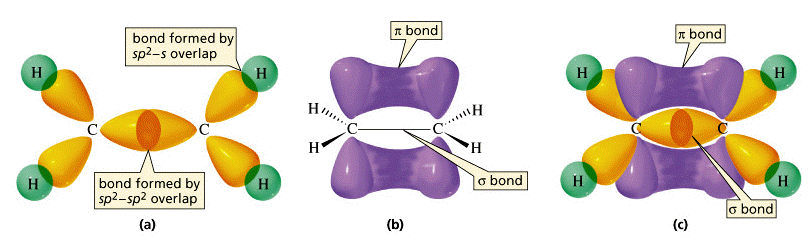 bond formed by
sp²–s overlap
H
H
C
C
H
H
bond formed by
sp²–sp² overlap
(a)
π bond
H
H
C
C
H
H
σ bond
(b)
π bond
H
H
C
C
H
H
σ bond
(c)